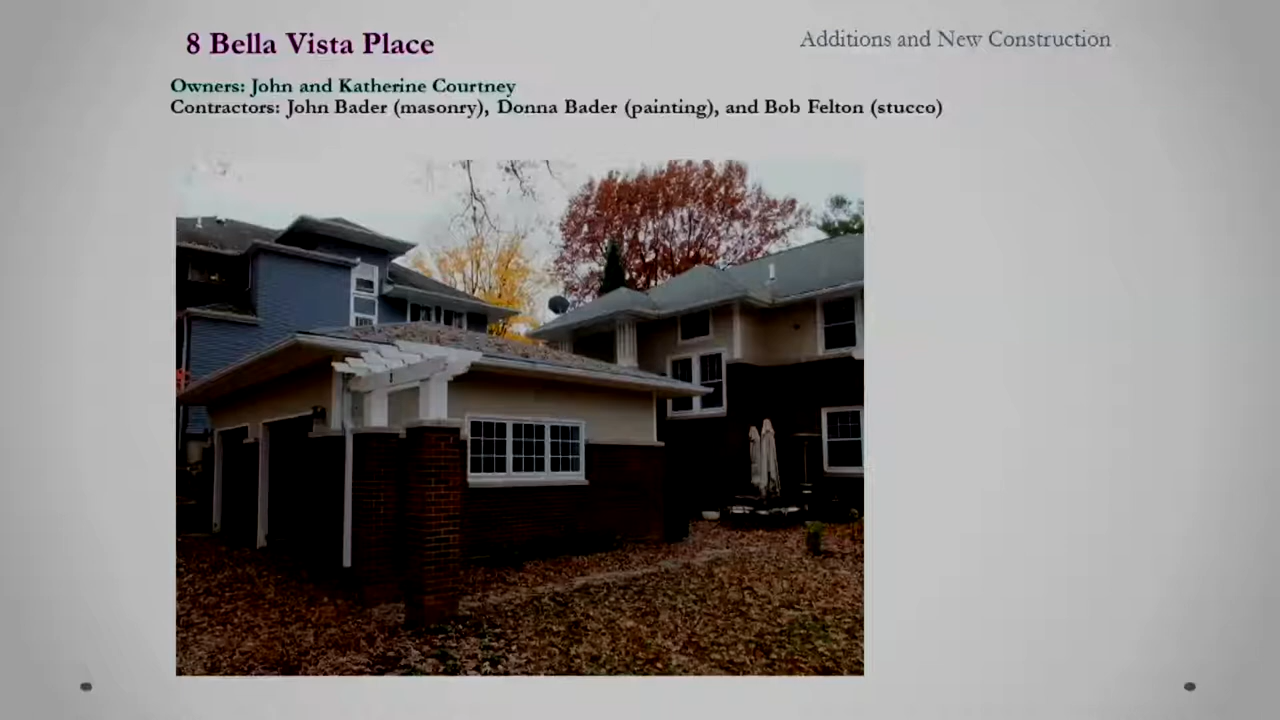 8 Bella Vista Place
Additions and New Construction
Owners: John and Katherine Courtney
Contractors: John Bader (masonry), Donna Bader (painting), and Bob Felton (stucco)